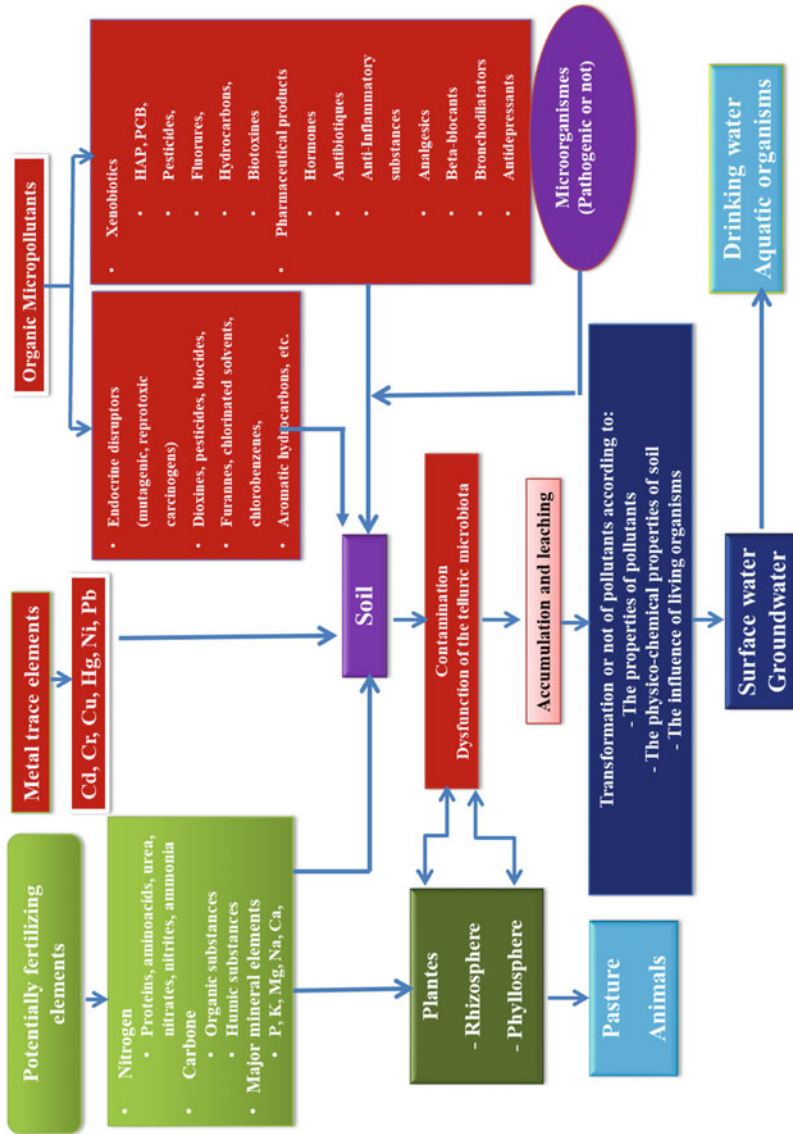 Potentially fertilizing
elements
Metal trace elements
Organic Micropollutants
• Nitrogen
• Proteins, aminoacids, urea,
nitrates, nitrites, ammonia
• Carbone
• Organic substances
• Humic substances
• Major mineral elements
• P, K, Mg, Na, Ca,
Cd, Cr, Cu, Hg, Ni, Pb
• Endocrine disruptors
(mutagenic, reprotoxic
carcinogens)
• Dioxines, pesticides, biocides,
• Furannes, chlorinated solvents,
chlorobenzenes,
• Aromatic hydrocarbons, etc.
• Xenobiotics
• HAP, PCB,
• Pesticides,
• Fluorures,
• Hydrocarbons,
• Biotoxines
• Pharmaceutical products
• Hormones
• Antibiotiques
• Anti-Inflammatory
substances
• Analgesics
• Beta-blocants
• Bronchodilatators
• Antidepressants
Soil
Microorganismes
(Pathogenic or not)
Plantes
- Rhizosphere
- Phyllosphere
Contamination
Dysfunction of the telluric microbiota
Accumulation and leaching
Pasture
Animals
Transformation or not of pollutants according to:
- The properties of pollutants
- The physico-chemical properties of soil
- The influence of living organisms
Surface water
Groundwater
Drinking water
Aquatic organisms